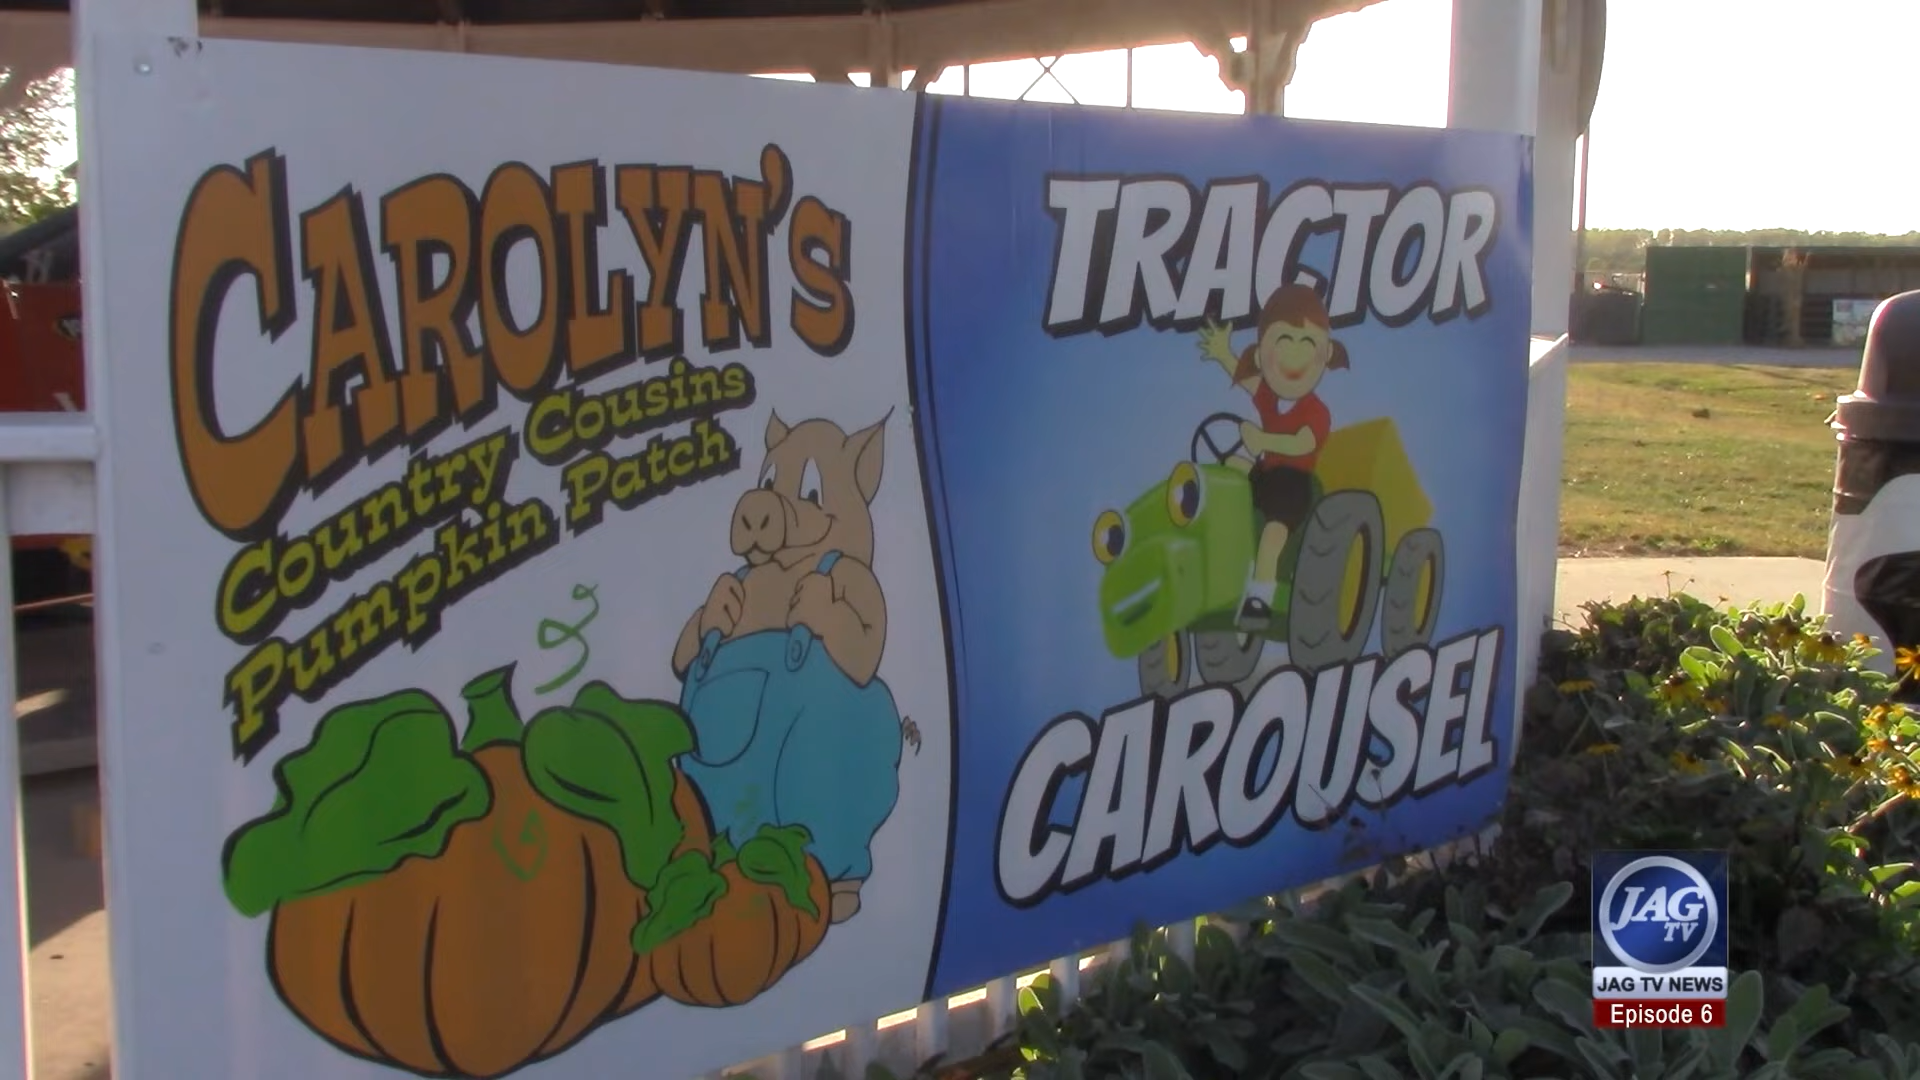 CAROLYN'S
Country Cousins
Pumpkin Patch
TRACTOR
CAROUSEL
JAG
TV
JAG TV NEWS
Episode 6